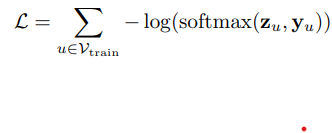 ℒ = ∑_{u∈𝒱_train} − log(softmax(𝐳_u, 𝐲_u))